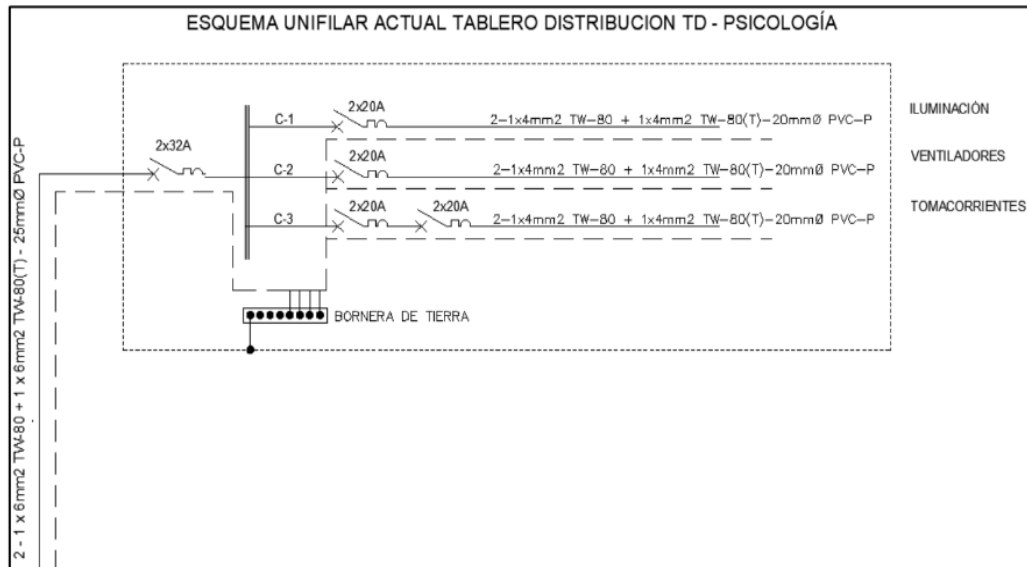 ESQUEMA UNIFILAR ACTUAL TABLERO DISTRIBUCION TD - PSICOLOGÍA
2 - 1 x 6mm2 TW-80 + 1 x 6mm2 TW-80(T) - 25mmØ PVC-P
2x32A
C-1
2x20A
2-1x4mm2 TW-80 + 1x4mm2 TW-80(T)-20mmØ PVC-P
ILUMINACIÓN
C-2
2x20A
2-1x4mm2 TW-80 + 1x4mm2 TW-80(T)-20mmØ PVC-P
VENTILADORES
C-3
2x20A
2x20A
2-1x4mm2 TW-80 + 1x4mm2 TW-80(T)-20mmØ PVC-P
TOMACORRIENTES
BORNERA DE TIERRA